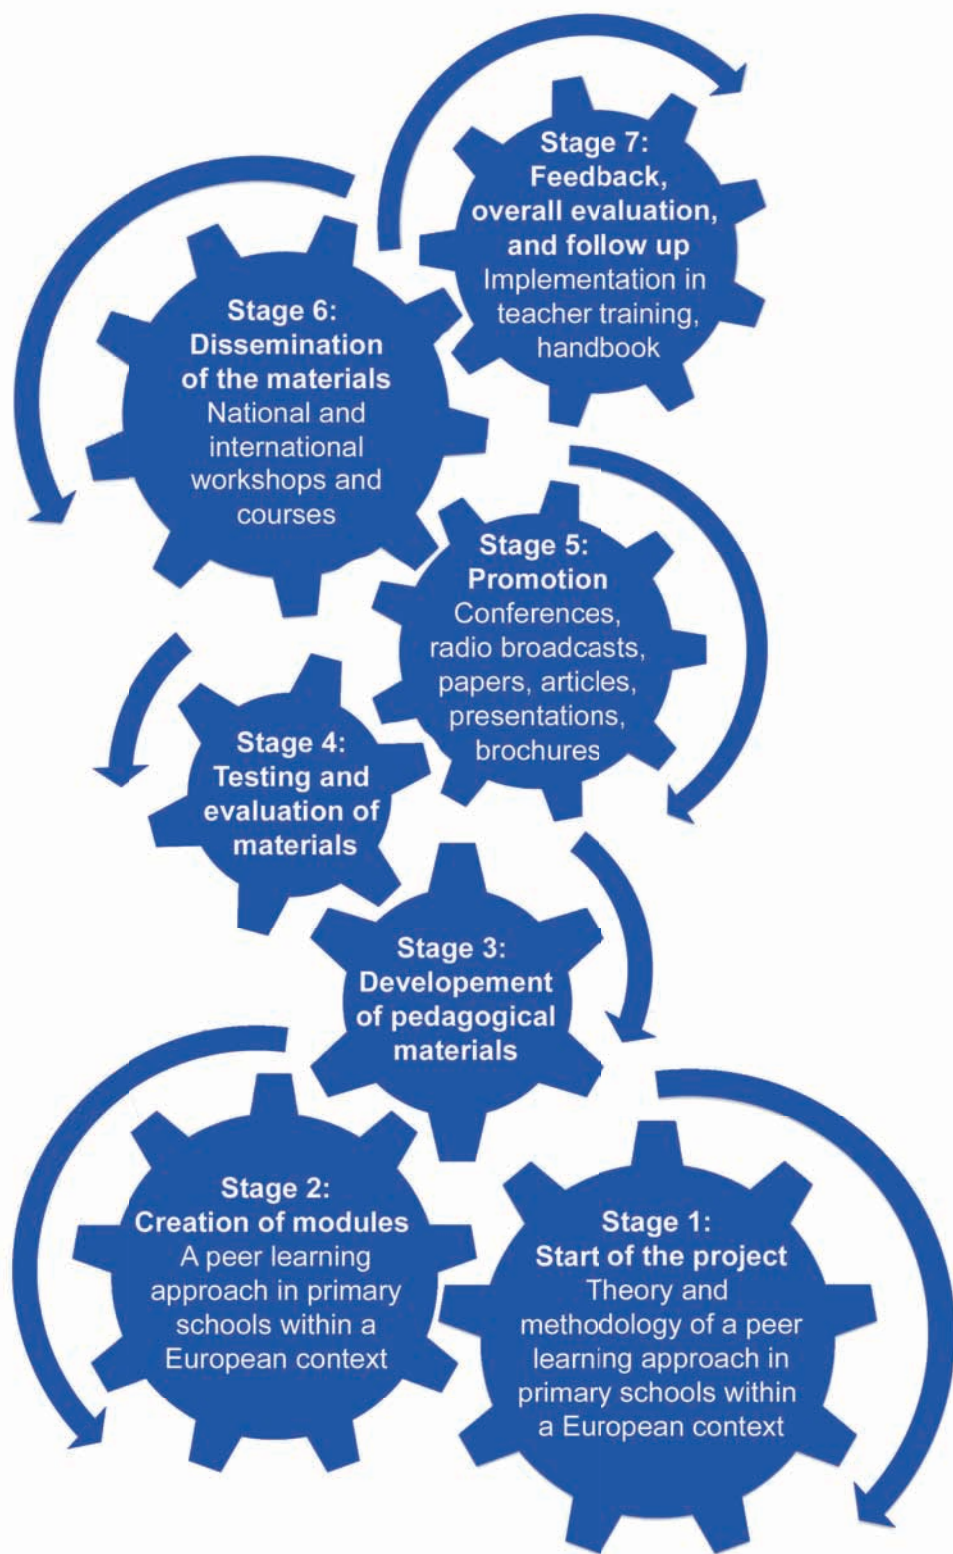 Stage 7:
Feedback,
overall evaluation,
and follow up
Implementation in
teacher training,
handbook
Stage 6:
Dissemination
of the materials
National and
international
workshops and
courses
Stage 5:
Promotion
Conferences,
radio broadcasts,
papers, articles,
presentations,
brochures
Stage 4:
Testing and
evaluation of
materials
Stage 3:
Developement
of pedagogical
materials
Stage 2:
Creation of modules
A peer learning
approach in primary
schools within a
European context
Stage 1:
Start of the project
Theory and
methodology of a peer
learning approach in
primary schools within
a European context